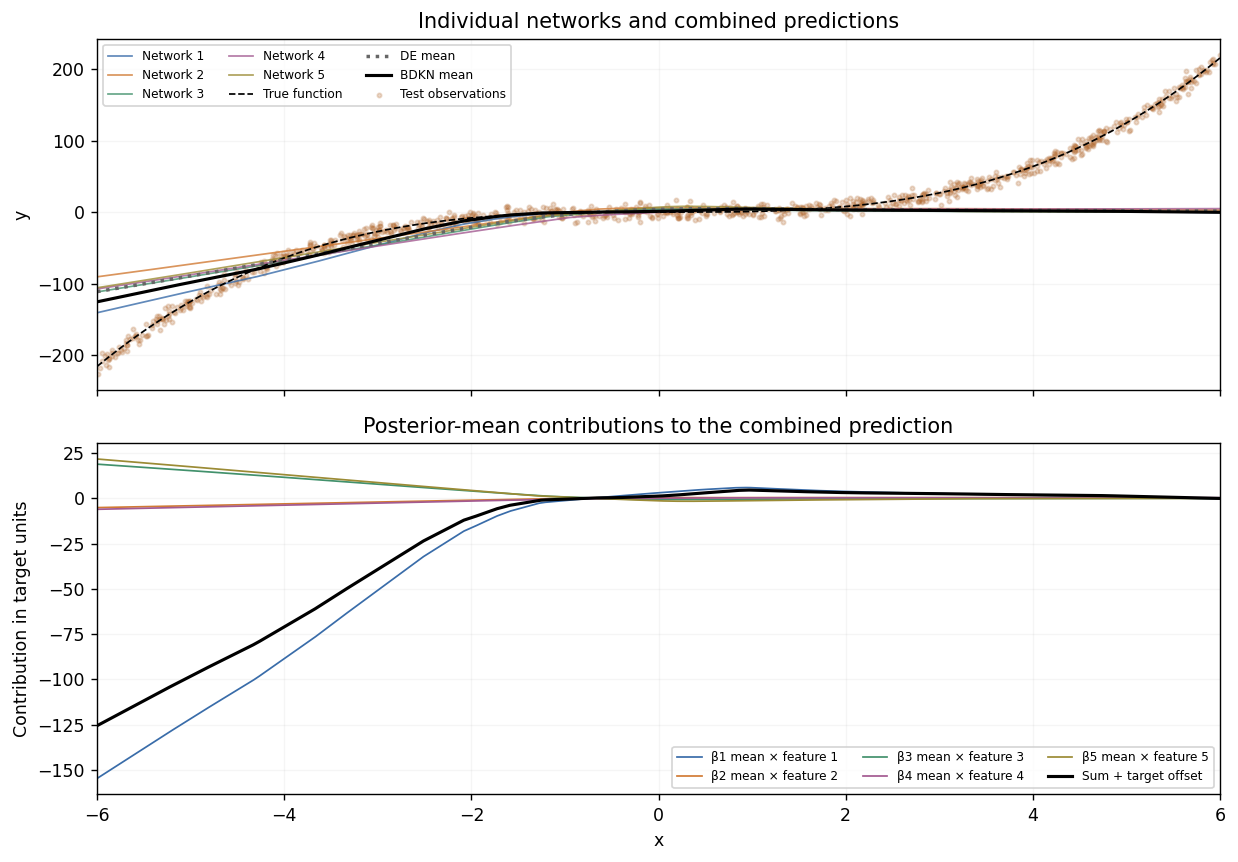 Individual networks and combined predictions
Network 1
Network 2
Network 3
Network 4
Network 5
True function
DE mean
BDKN mean
Test observations
200
100
0
−100
−200
y
Posterior-mean contributions to the combined prediction
25
0
−25
−50
−75
−100
−125
−150
Contribution in target units
β1 mean × feature 1
β2 mean × feature 2
β3 mean × feature 3
β4 mean × feature 4
β5 mean × feature 5
Sum + target offset
−6 −4 −2 0 2 4 6
x